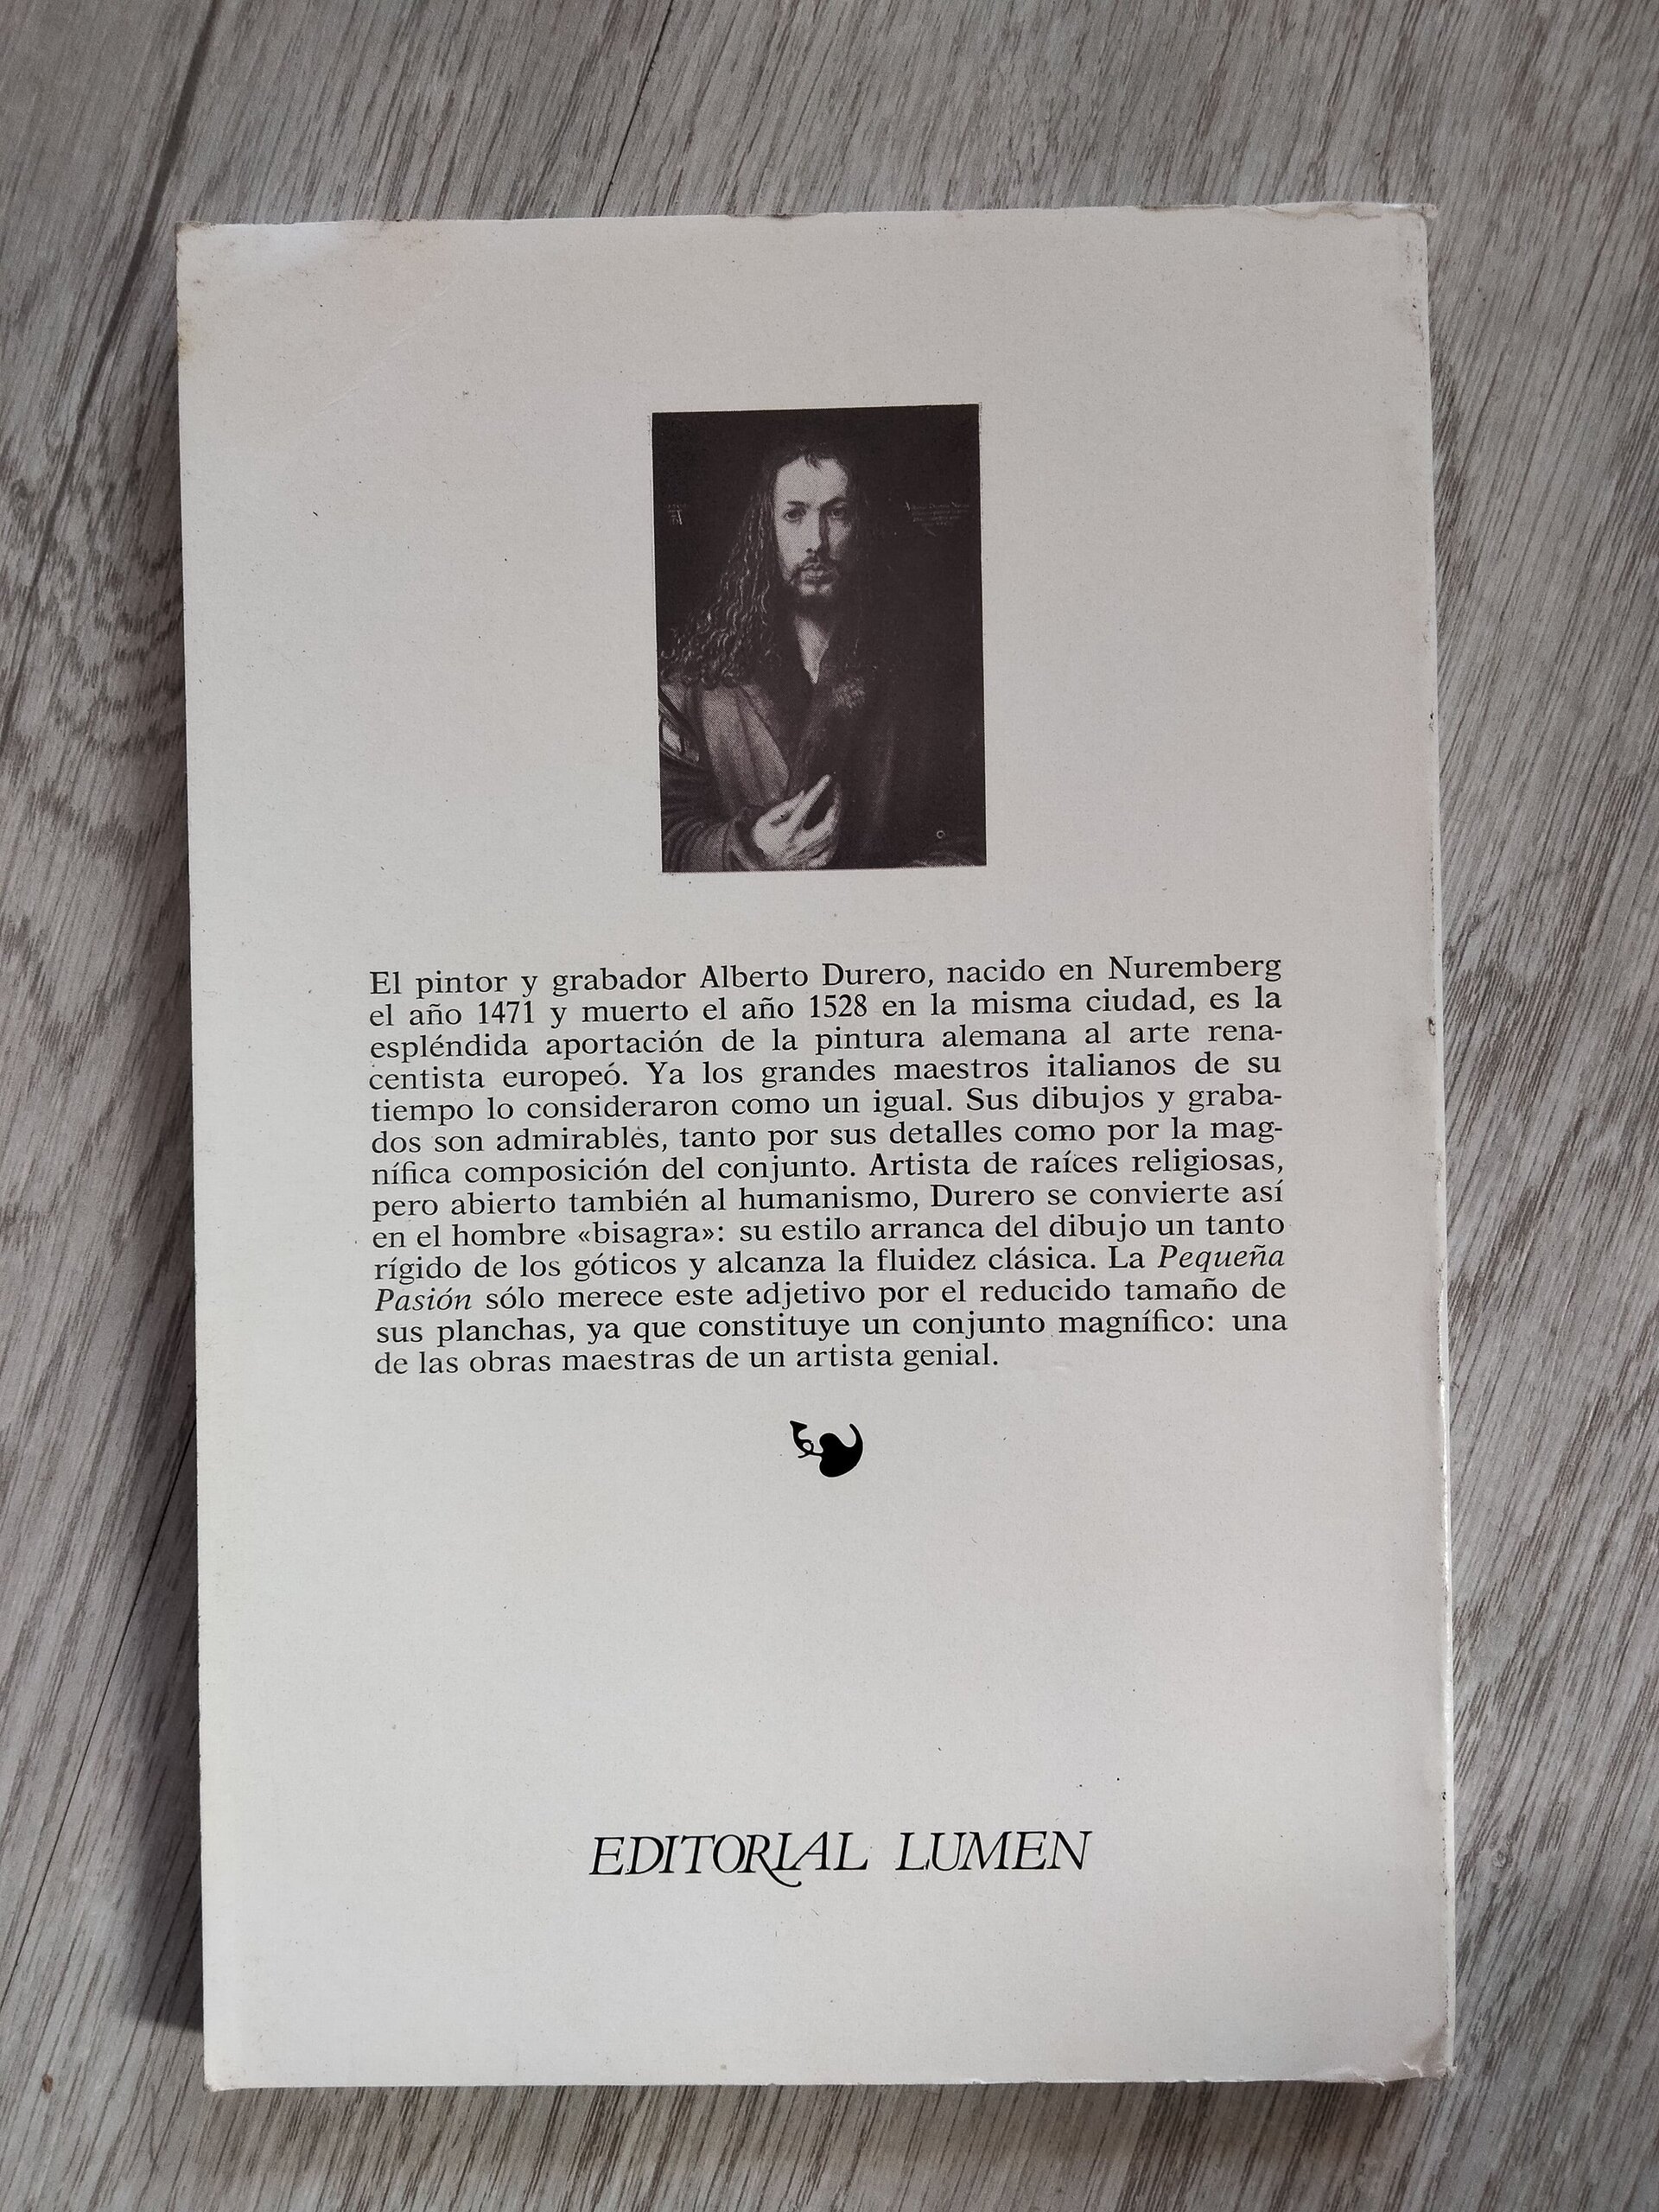 El pintor y grabador Alberto Durero, nacido en Nuremberg
el año 1471 y muerto el año 1528 en la misma ciudad, es la
espléndida aportación de la pintura alemana al arte rena-
centista europeó. Ya los grandes maestros italianos de su
tiempo lo consideraron como un igual. Sus dibujos y graba-
dos son admirables, tanto por sus detalles como por la mag-
nífica composición del conjunto. Artista de raíces religiosas,
pero abierto también al humanismo, Durero se convierte así
en el hombre «bisagra»: su estilo arranca del dibujo un tanto
rígido de los góticos y alcanza la fluidez clásica. La Pequeña
Pasión sólo merece este adjetivo por el reducido tamaño de
sus planchas, ya que constituye un conjunto magnífico: una
de las obras maestras de un artista genial.
EDITORIAL LUMEN